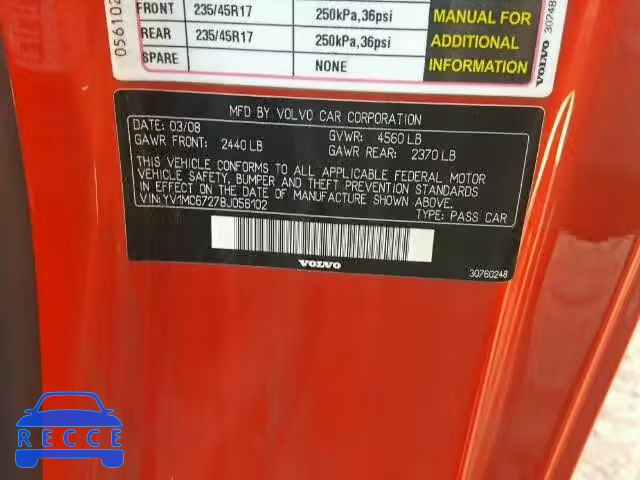 FRONT 235/45R17 250kPa,36psi
REAR 235/45R17 250kPa,36psi
SPARE NONE
MANUAL FOR
ADDITIONAL
INFORMATION
VOLVO 30748
056102
MFD BY VOLVO CAR CORPORATION
DATE: 03/08 GVWR: 4560 LB
GAWR FRONT: 2440 LB GAWR REAR: 2370 LB
THIS VEHICLE CONFORMS TO ALL APPLICABLE FEDERAL MOTOR
VEHICLE SAFETY, BUMPER AND THEFT PREVENTION STANDARDS
IN EFFECT ON THE DATE OF MANUFACTURE SHOWN ABOVE.
VIN: YV1MC67278J056102 TYPE: PASS CAR
VOLVO
30760248
RECCE